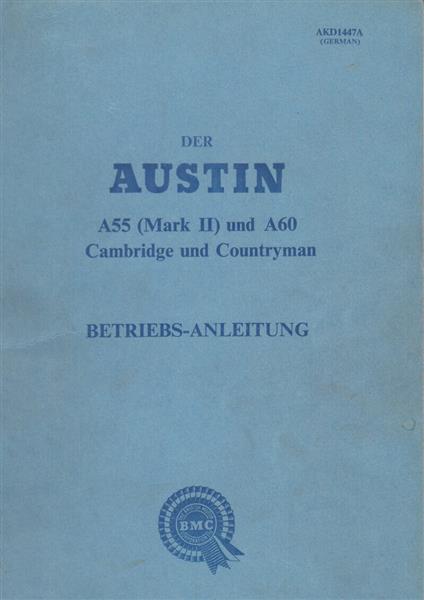 AKD1447A
(GERMAN)
DER
AUSTIN
A55 (Mark II) und A60
Cambridge und Countryman
BETRIEBS-ANLEITUNG
BMC